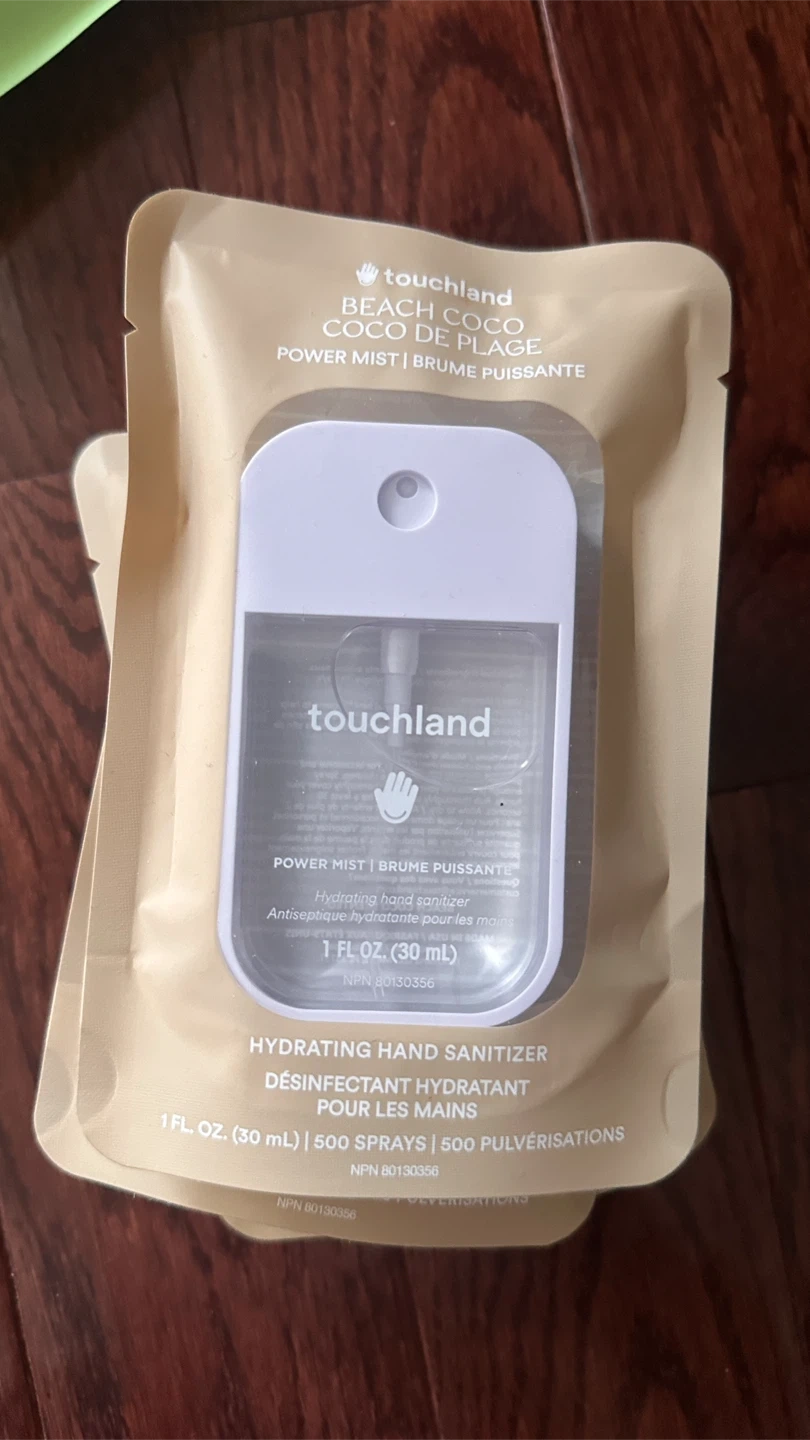 touchland
BEACH COCO
COCO DE PLAGE
POWER MIST | BRUME PUISSANTE
touchland
POWER MIST | BRUME PUISSANTE
Hydrating hand sanitizer
Antiseptique hydratante pour les mains
1 FL OZ. (30 mL)
NPN 80130356
HYDRATING HAND SANITIZER
DÉSINFECTANT HYDRATANT
POUR LES MAINS
1 FL. OZ. (30 mL) | 500 SPRAYS | 500 PULVÉRISATIONS
NPN 80130356
PULVÉRISATIONS
NPN 80130356